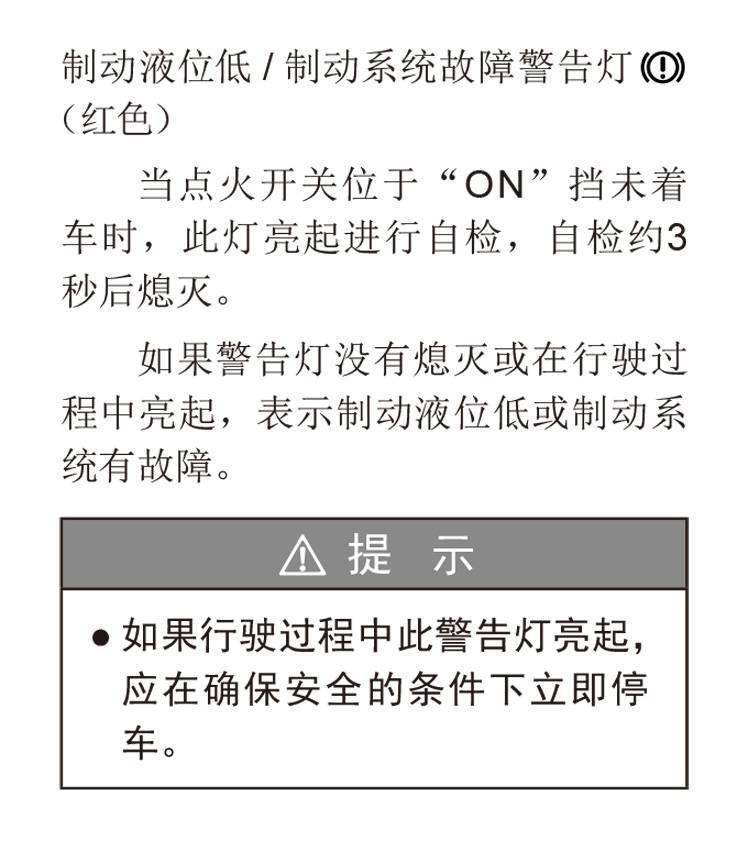 制动液位低 / 制动系统故障警告灯
（红色）
当点火开关位于“ON”挡未着
车时，此灯亮起进行自检，自检约3
秒后熄灭。
如果警告灯没有熄灭或在行驶过
程中亮起，表示制动液位低或制动系
统有故障。
提 示
● 如果行驶过程中此警告灯亮起，
应在确保安全的条件下立即停
车。